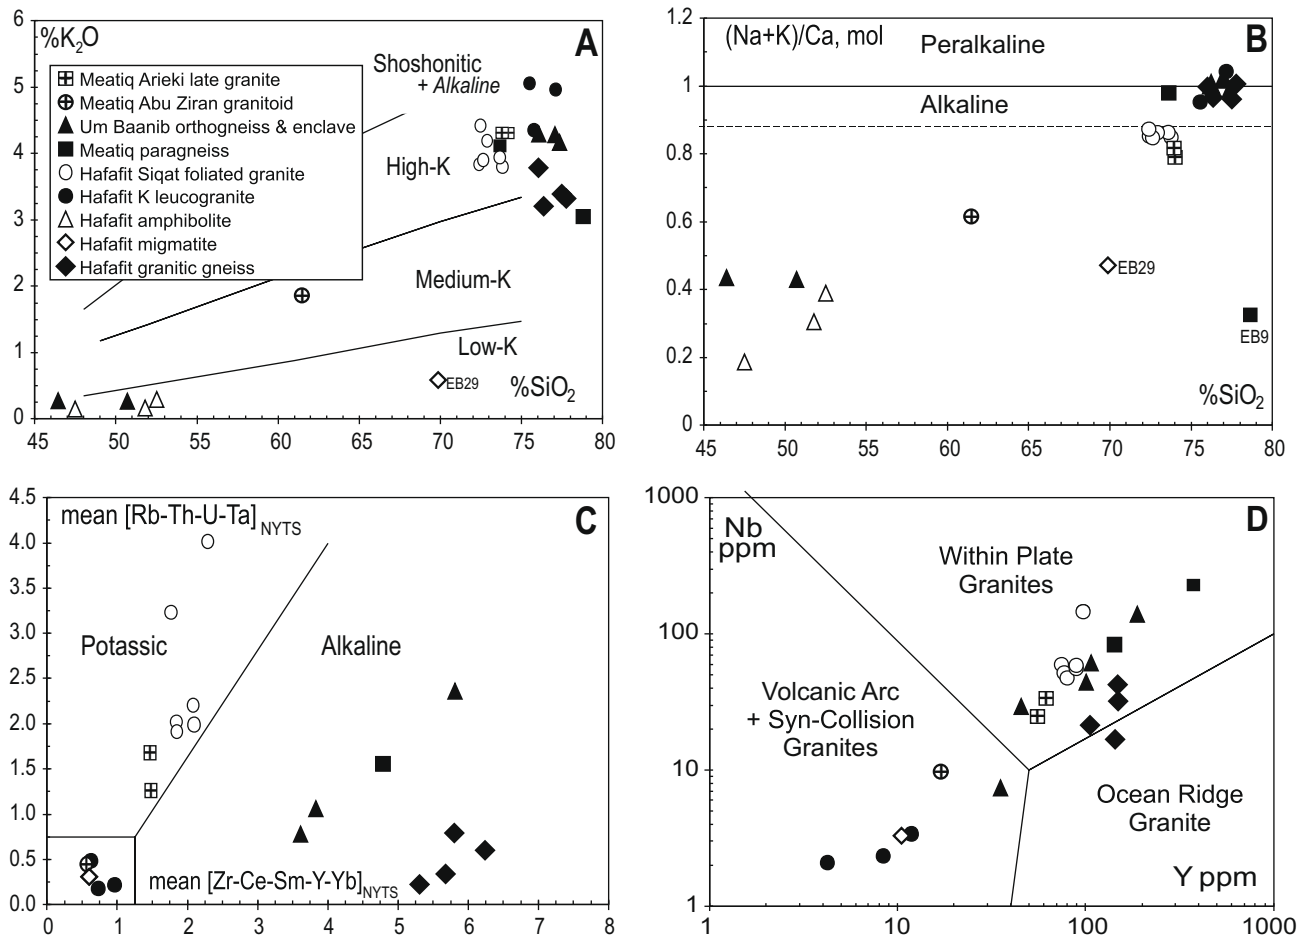 %K2O
A
Shoshonitic
+ Alkaline
Meatiq Arieki late granite
Meatiq Abu Ziran granitoid
Um Baanib orthogneiss & enclave
Meatiq paragneiss
Hafafit Siqat foliated granite
Hafafit K leucogranite
Hafafit amphibolite
Hafafit migmatite
Hafafit granitic gneiss
High-K
Medium-K
Low-K
EB29
%SiO2
6
5
4
3
2
1
0
45 50 55 60 65 70 75 80
(Na+K)/Ca, mol
B
Peralkaline
Alkaline
EB29
EB9
%SiO2
1.2
1
0.8
0.6
0.4
0.2
0
45 50 55 60 65 70 75 80
mean [Rb-Th-U-Ta]NYTS
C
Potassic
Alkaline
mean [Zr-Ce-Sm-Y-Yb]NYTS
4.5
4.0
3.5
3.0
2.5
2.0
1.5
1.0
0.5
0.0
0 1 2 3 4 5 6 7 8
Nb
ppm
D
Within Plate
Granites
Volcanic Arc
+ Syn-Collision
Granites
Ocean Ridge
Granite
Y ppm
1000
100
10
1
1 10 100 1000